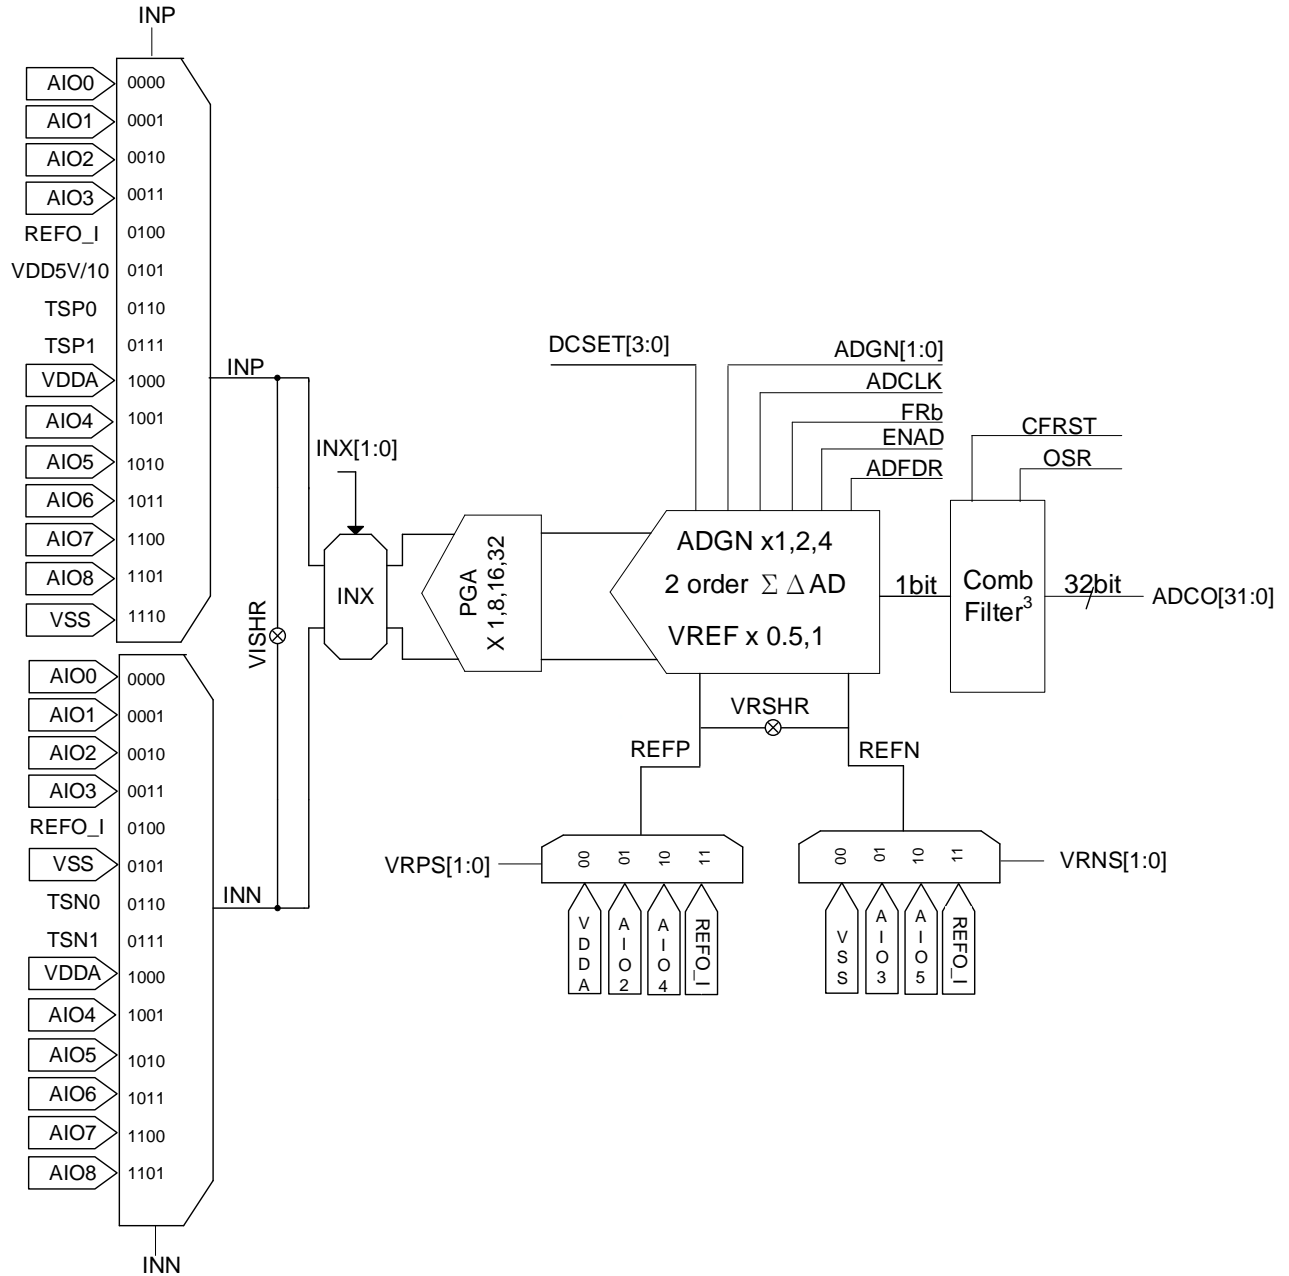 INP
AIO0 0000
AIO1 0001
AIO2 0010
AIO3 0011
REFO_I 0100
VDD5V/10 0101
TSP0 0110
TSP1 0111
VDDA 1000
AIO4 1001
AIO5 1010
AIO6 1011
AIO7 1100
AIO8 1101
VSS 1110
INP
AIO0 0000
AIO1 0001
AIO2 0010
AIO3 0011
REFO_I 0100
VSS 0101
TSN0 0110
TSN1 0111
VDDA 1000
AIO4 1001
AIO5 1010
AIO6 1011
AIO7 1100
AIO8 1101
INN
INN
VISHR
INX[1:0]
INX
PGA
X 1,8,16,32
DCSET[3:0]
ADGN[1:0]
ADCLK
FRb
ENAD
ADFDR
ADGN x1,2,4
2 order Σ Δ AD
VREF x 0.5,1
1bit
CFRST
OSR
Comb
Filter³
32bit
ADCO[31:0]
VRSHR
REFP
REFN
VRPS[1:0]
00 01 10 11
VDDA AIO2 AIO4 REFO_I
00 01 10 11
VRNS[1:0]
VSS AIO3 AIO5 REFO_I